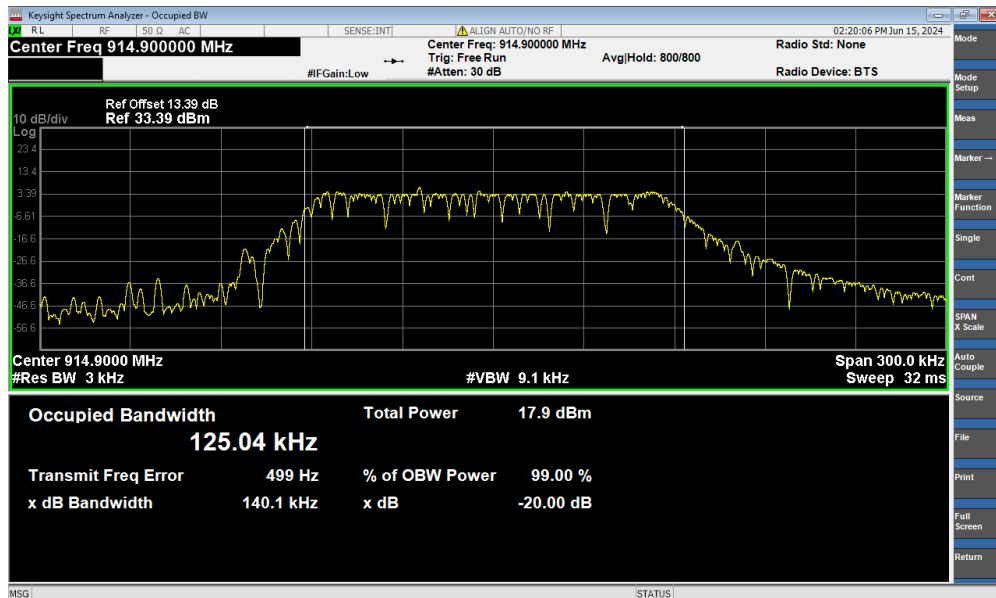 Keysight Spectrum Analyzer - Occupied BW
RL RF 50 Ω AC SENSE:INT ALIGN AUTO/NO RF 02:20:06 PM Jun 15, 2024
Center Freq 914.900000 MHz
Center Freq: 914.900000 MHz
Radio Std: None
Trig: Free Run
Avg|Hold: 800/800
#IFGain:Low
#Atten: 30 dB
Radio Device: BTS
Ref Offset 13.39 dB
10 dB/div
Ref 33.39 dBm
Log
23.4
13.4
3.39
-6.61
-16.6
-26.6
-36.6
-46.6
-56.6
Center 914.9000 MHz
Span 300.0 kHz
#Res BW 3 kHz
#VBW 9.1 kHz
Sweep 32 ms
Occupied Bandwidth
125.04 kHz
Total Power 17.9 dBm
Transmit Freq Error 499 Hz
% of OBW Power 99.00 %
x dB Bandwidth 140.1 kHz
x dB -20.00 dB
MSG
STATUS
Mode
Mode
Setup
Meas
Marker →
Marker
Function
Single
Cont
SPAN
X Scale
Auto
Couple
Source
File
Print
Full
Screen
Return